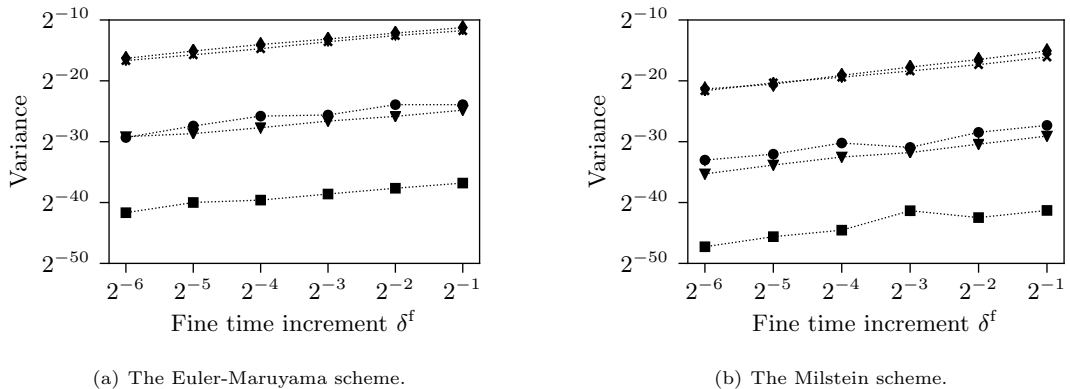 2^−10
2^−20
2^−30
2^−40
2^−50
Variance
2^−6 2^−5 2^−4 2^−3 2^−2 2^−1
Fine time increment δ^f
(a) The Euler-Maruyama scheme.
2^−10
2^−20
2^−30
2^−40
2^−50
Variance
2^−6 2^−5 2^−4 2^−3 2^−2 2^−1
Fine time increment δ^f
(b) The Milstein scheme.